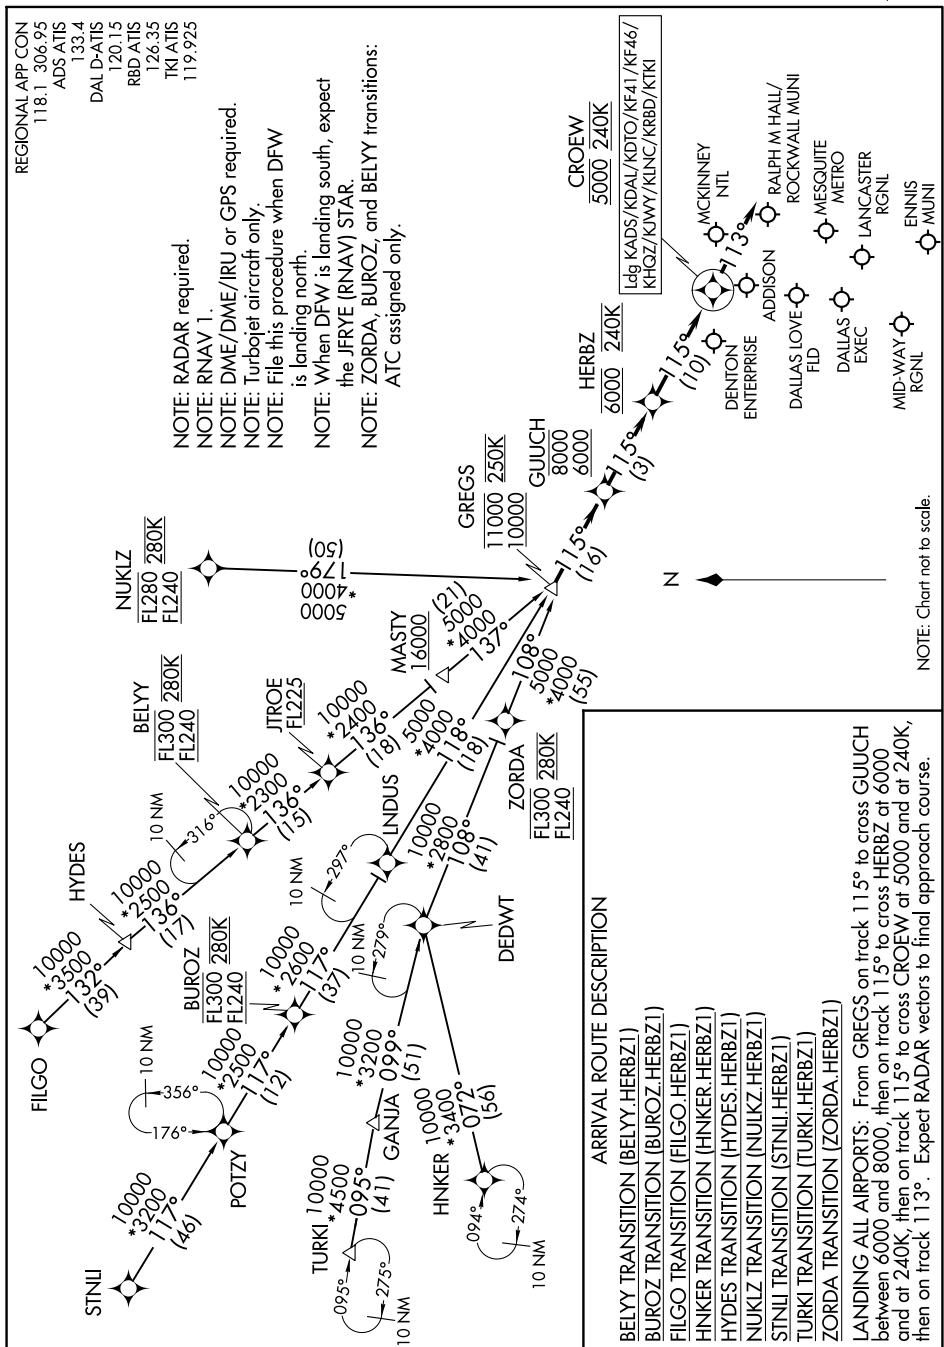 REGIONAL APP CON
118.1 306.95
ADS ATIS
133.4
DAL D-ATIS
120.15
RBD ATIS
126.35
TKI ATIS
119.925
NOTE: RADAR required.
NOTE: RNAV 1.
NOTE: DME/DME/IRU or GPS required.
NOTE: Turbojet aircraft only.
NOTE: File this procedure when DFW
is landing north.
NOTE: When DFW is landing south, expect
the JFRYE (RNAV) STAR.
NOTE: ZORDA, BUROZ, and BELYY transitions:
ATC assigned only.
FILGO
10000
*3500
132°
(39)
HYDES
10000
*2500
136°
(17)
10 NM
316°
BELYY
FL300 280K
FL240
10000
*2300
136°
(15)
JTROE
FL225
10000
*2400
136°
(18)
MASTY
16000
(21)
5000
*4000
137°
NUKLZ
FL280 280K
FL240
5000
*4000
179°
(50)
GREGS
11000 250K
10000
STNLI
10000
*3200
117°
(46)
POTZY
10 NM
356°
176°
10000
*2500
117°
(12)
BUROZ
FL300 280K
FL240
10000
*2600
117°
(37)
10 NM
297°
LNDUS
5000
*4000
118°
(18)
TURKI
095°
275°
10 NM
10000
*4500
095°
(41)
GANJA
10000
*3200
099°
(51)
10 NM
279°
DEDWT
HNKER
094°
274°
10 NM
10000
*3400
072°
(56)
10000
*2800
108°
(41)
ZORDA
FL300 280K
FL240
108°
5000
*4000
(55)
115°
(16)
GUUCH
8000
6000
115°
(3)
HERBZ
6000 240K
115°
(10)
CROEW
5000 240K
Ldg KADS/KDAL/KDTO/KF41/KF46/
KHQZ/KJWY/KLNC/KRBD/KTKI
113°
MCKINNEY
NTL
RALPH M HALL/
ROCKWALL MUNI
MESQUITE
METRO
LANCASTER
RGNL
ENNIS
MUNI
ADDISON
DENTON
ENTERPRISE
DALLAS LOVE
FLD
DALLAS
EXEC
MID-WAY
RGNL
N
NOTE: Chart not to scale.
ARRIVAL ROUTE DESCRIPTION
BELYY TRANSITION (BELYY.HERBZ1)
BUROZ TRANSITION (BUROZ.HERBZ1)
FILGO TRANSITION (FILGO.HERBZ1)
HNKER TRANSITION (HNKER.HERBZ1)
HYDES TRANSITION (HYDES.HERBZ1)
NUKLZ TRANSITION (NUKLZ.HERBZ1)
STNLI TRANSITION (STNLI.HERBZ1)
TURKI TRANSITION (TURKI.HERBZ1)
ZORDA TRANSITION (ZORDA.HERBZ1)
LANDING ALL AIRPORTS: From GREGS on track 115° to cross GUUCH
between 6000 and 8000, then on track 115° to cross HERBZ at 6000
and at 240K, then on track 115° to cross CROEW at 5000 and at 240K,
then on track 113°. Expect RADAR vectors to final approach course.